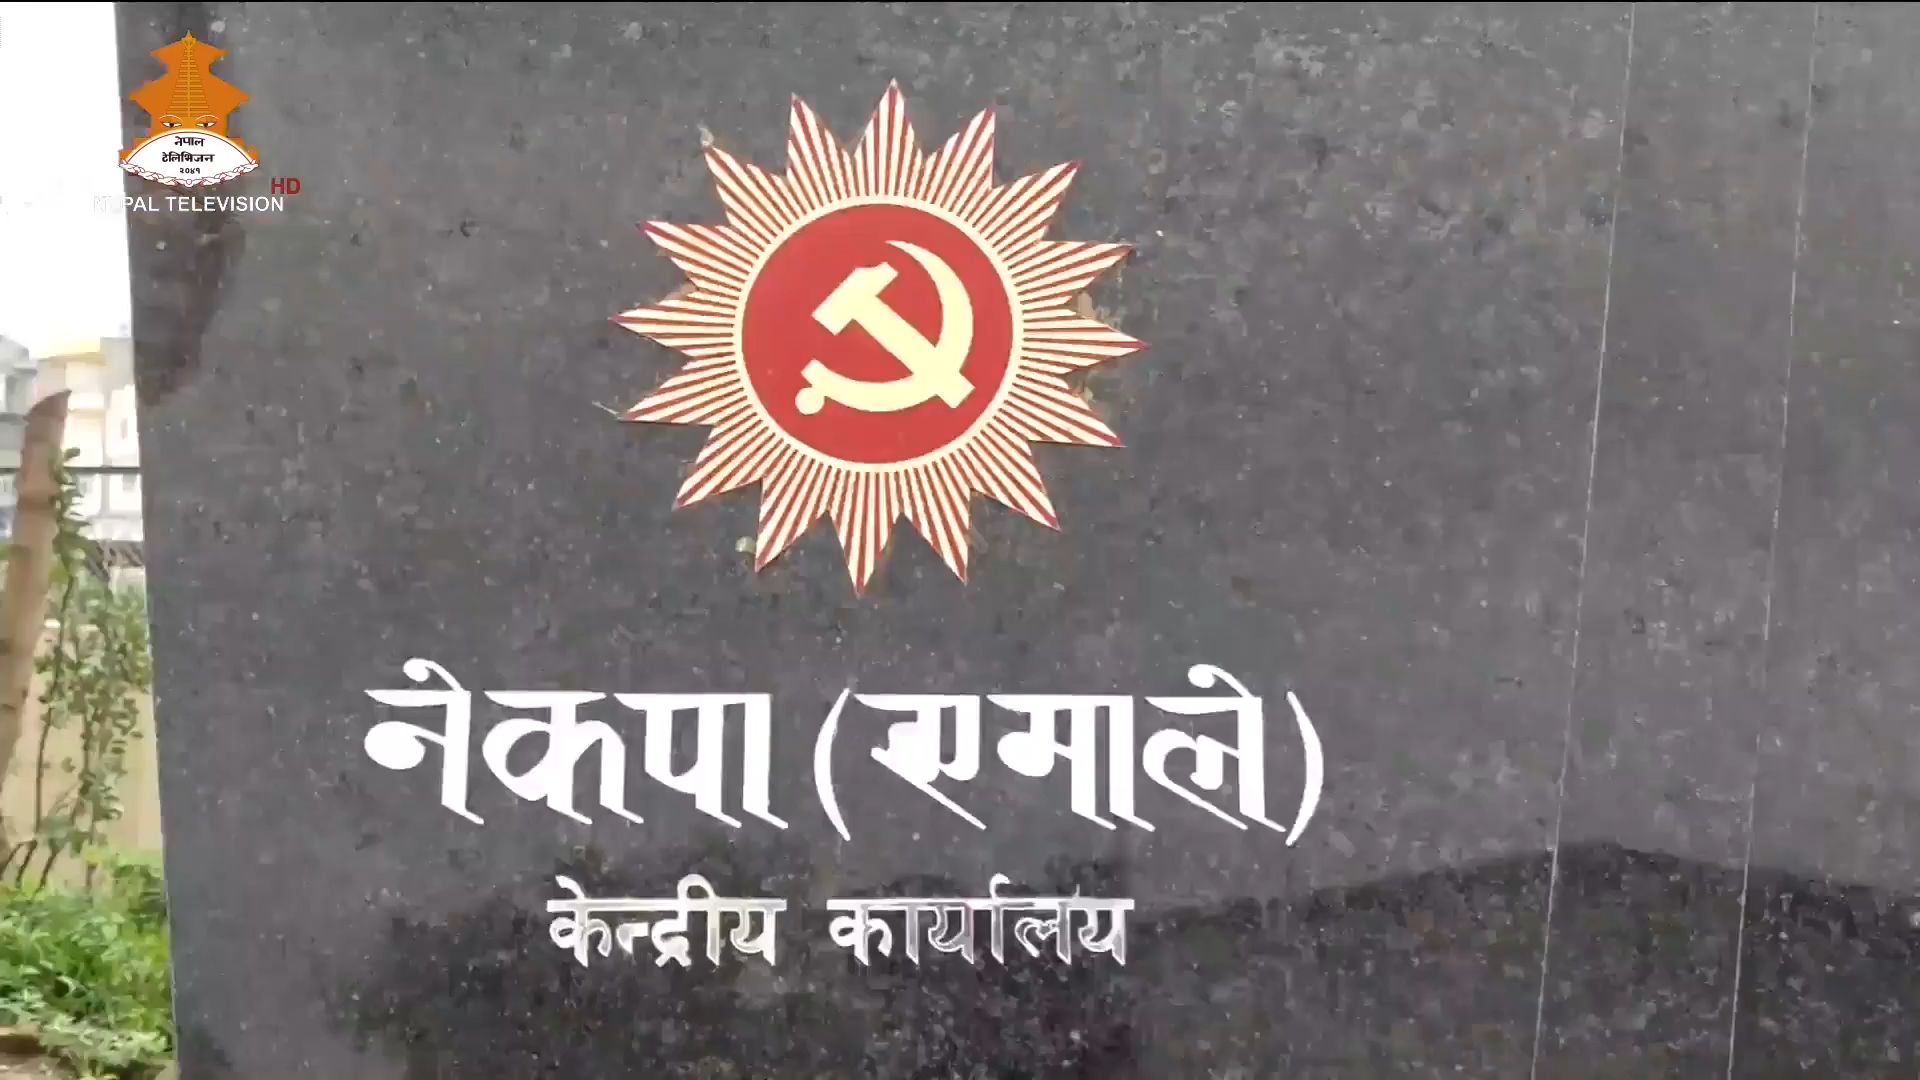 नेपाल
टेलिभिजन
२०४१
HD
NEPAL TELEVISION
नेकपा (एमाले)
केन्द्रीय कार्यालय